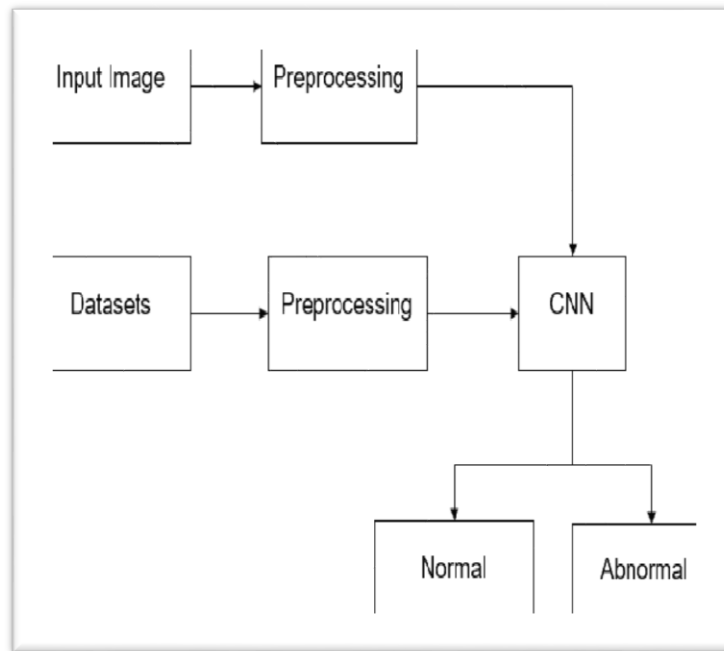 Input Image
Preprocessing
Datasets
Preprocessing
CNN
Normal
Abnormal